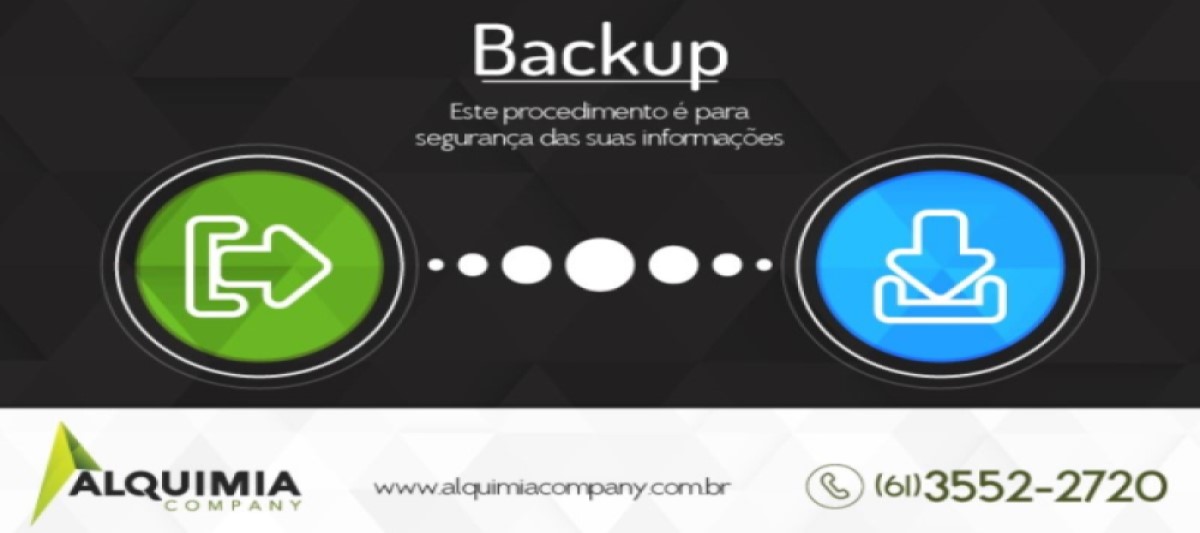 Backup
Este procedimento é para
segurança das suas informações
ALQUIMIA
COMPANY
www.alquimiacompany.com.br
(61)3552-2720